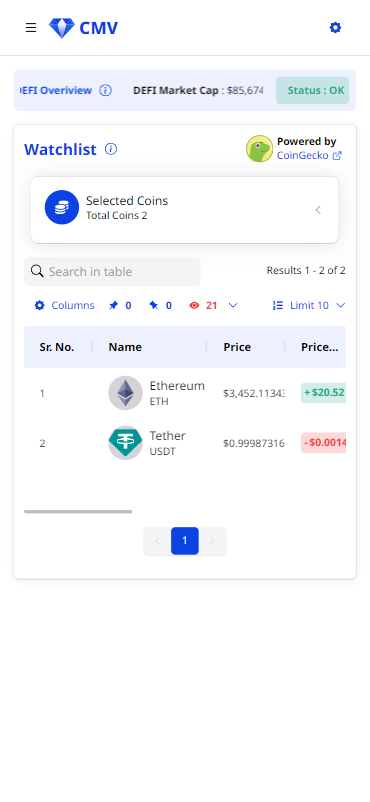 CMV
DEFI Overiview DEFI Market Cap : $85,674 Status : OK
Watchlist
Powered by
CoinGecko
Selected Coins
Total Coins 2
Search in table
Results 1 - 2 of 2
Columns 0 0 21 Limit 10
Sr. No. Name Price Price...
1 Ethereum ETH $3,452.11343 +$20.52
2 Tether USDT $0.99987316 -$0.0014
1